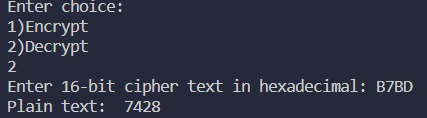 Enter choice:
1)Encrypt
2)Decrypt
2
Enter 16-bit cipher text in hexadecimal: B7BD
Plain text:  7428